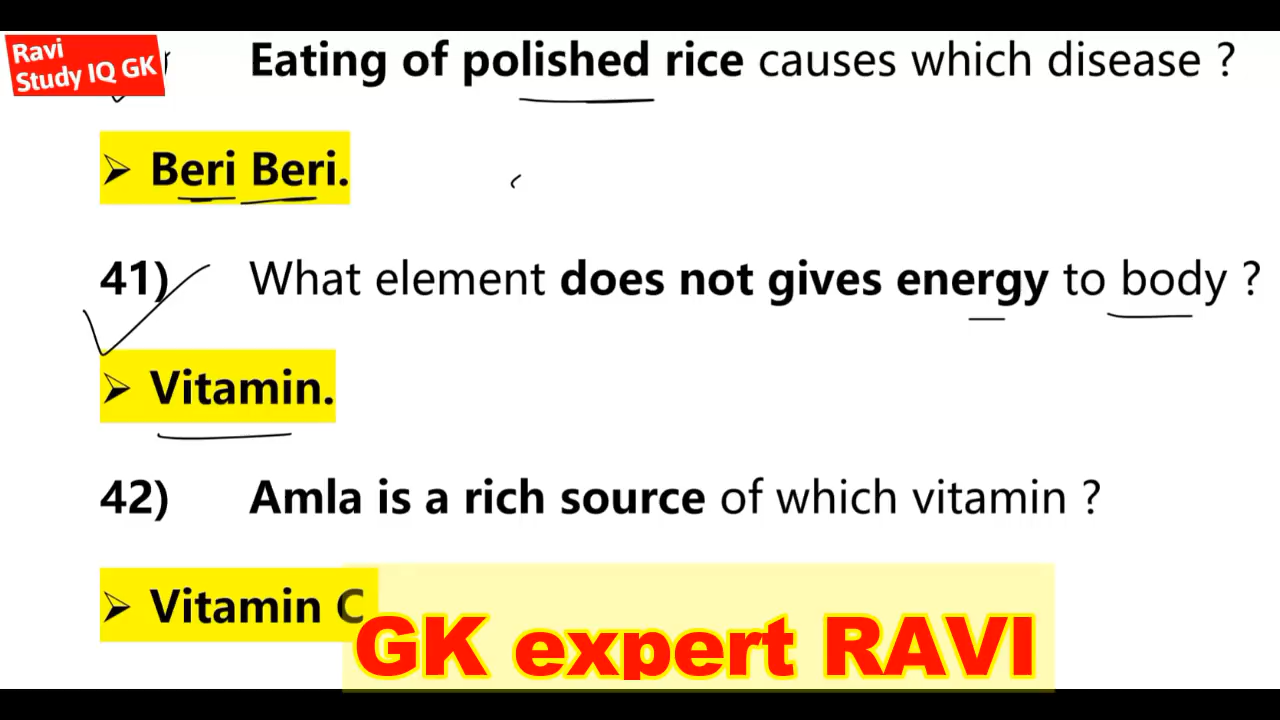 Ravi
Study IQ GK
Eating of polished rice causes which disease ?
➢ Beri Beri.
41) What element does not gives energy to body ?
➢ Vitamin.
42) Amla is a rich source of which vitamin ?
➢ Vitamin C
GK expert RAVI